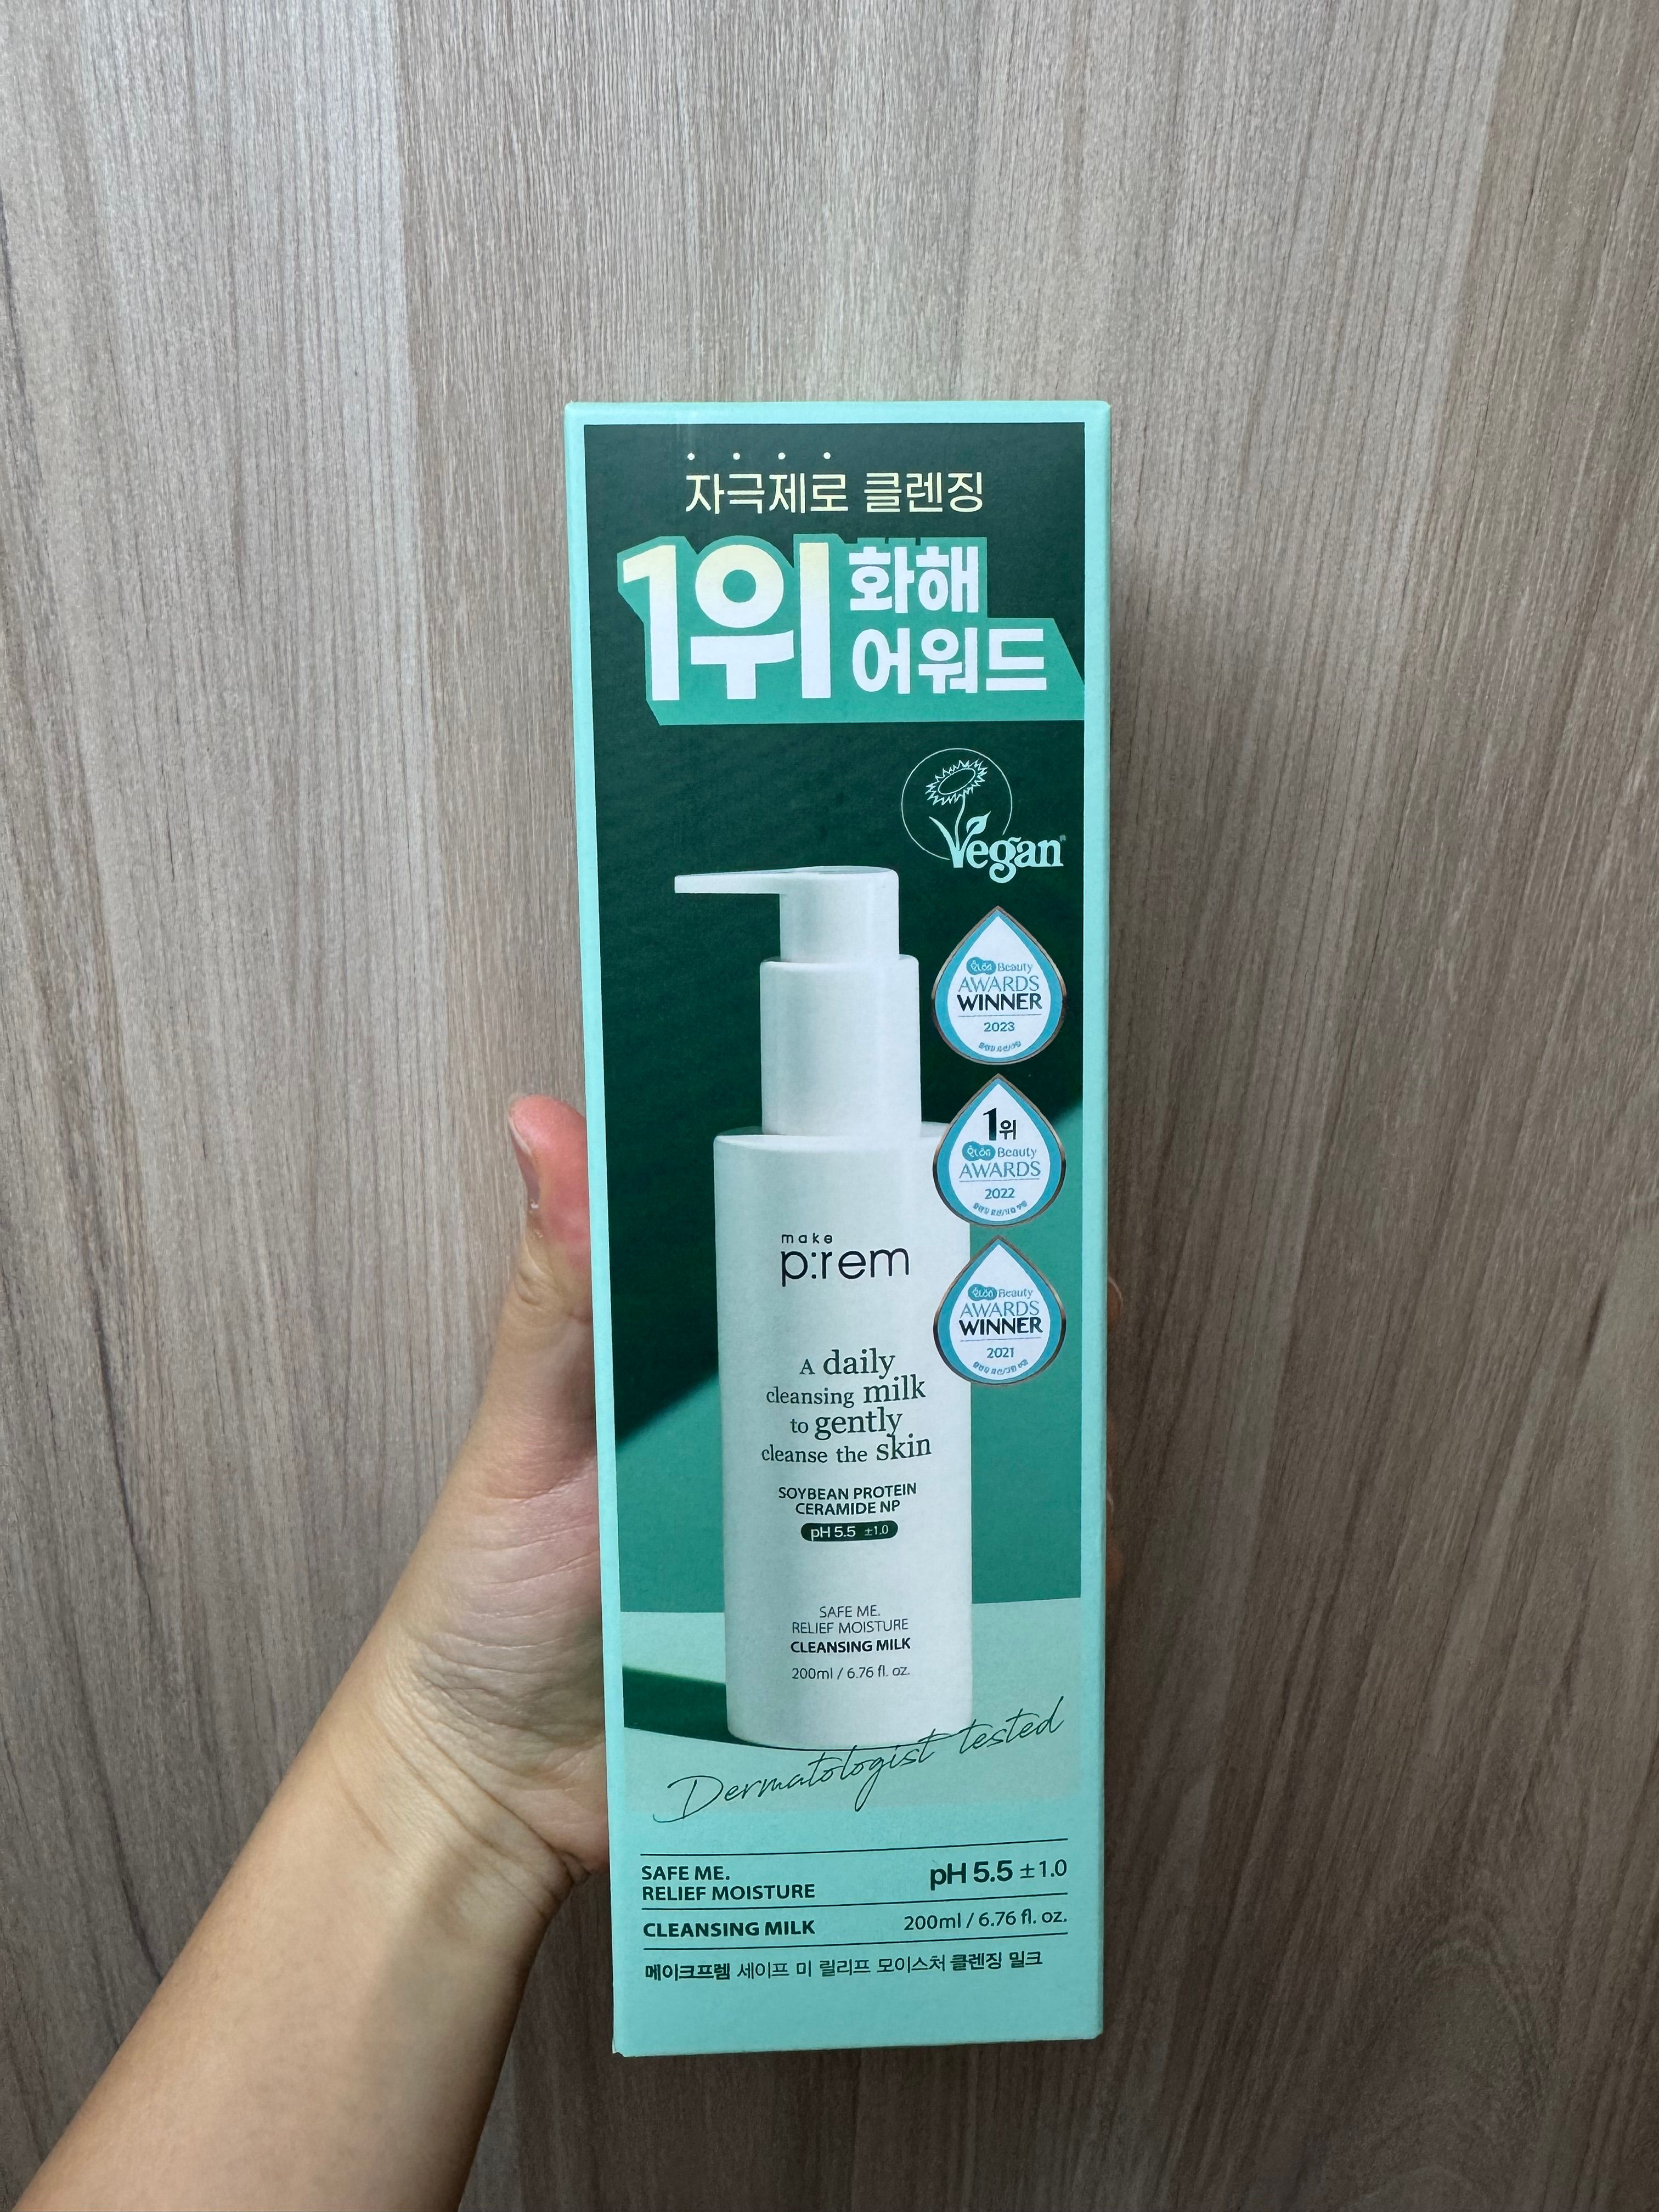 자극제로 클렌징
1위 화해
어워드
Vegan
Beauty
AWARDS
WINNER
2023
1위
Beauty
AWARDS
2022
Beauty
AWARDS
WINNER
2021
make
p:rem
A daily
cleansing milk
to gently
cleanse the skin
SOYBEAN PROTEIN
CERAMIDE NP
pH 5.5 ±1.0
SAFE ME.
RELIEF MOISTURE
CLEANSING MILK
200ml / 6.76 fl. oz.
Dermatologist tested
SAFE ME.
RELIEF MOISTURE
pH 5.5 ±1.0
CLEANSING MILK
200ml / 6.76 fl. oz.
메이크프렘 세이프 미 릴리프 모이스처 클렌징 밀크